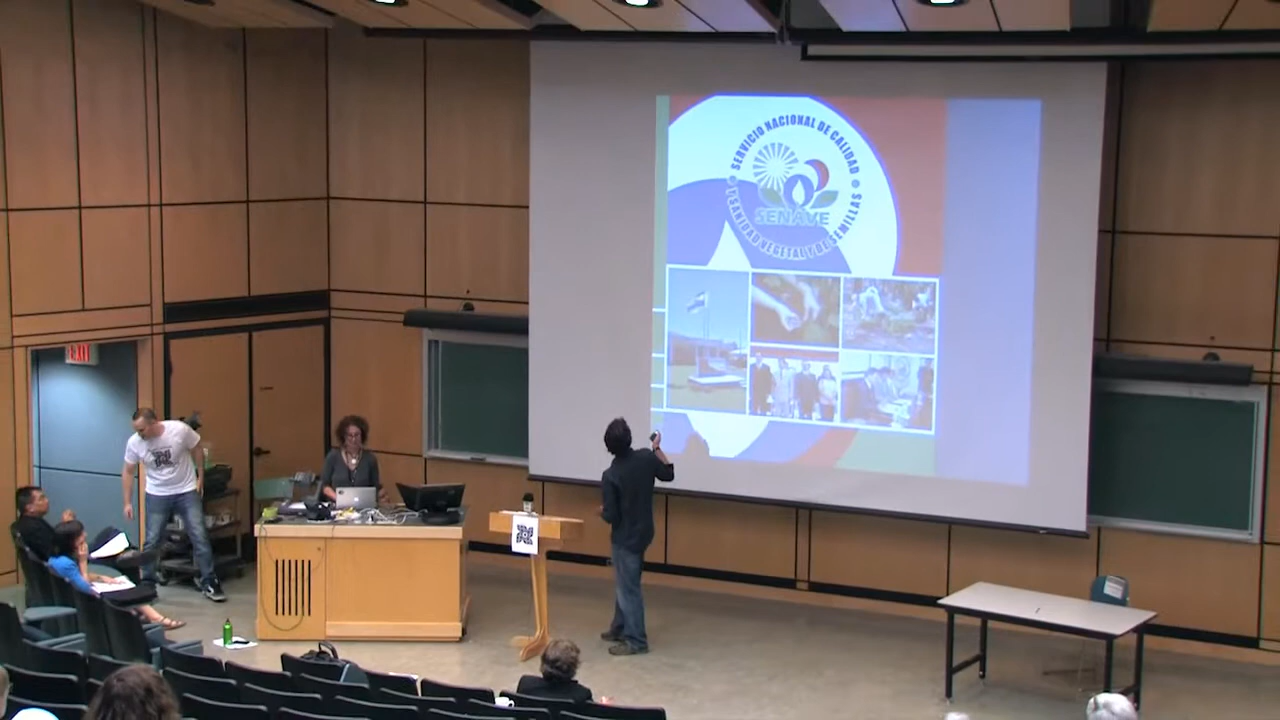 SERVICIO NACIONAL DE CALIDAD
SENAVE
Y SANIDAD VEGETAL Y DE SEMILLAS
EXIT